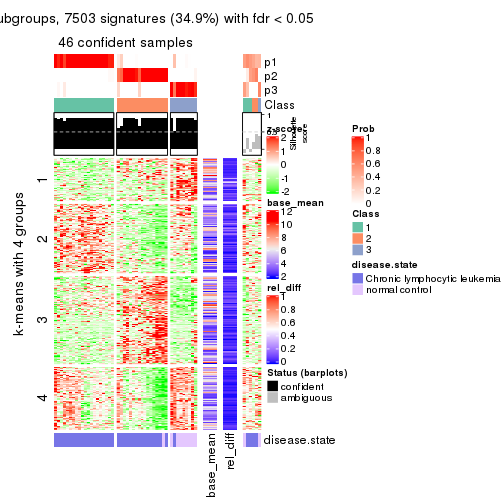 ubgroups, 7503 signatures (34.9%) with fdr < 0.05
46 confident samples
p1
p2
p3
Class
1
0.5
0
Silhouette
score
k-means with 4 groups
1
2
3
4
base_mean
rel_diff
disease.state
z-score
2
1
0
-1
-2
base_mean
12
10
8
6
4
2
rel_diff
1
0.8
0.6
0.4
0.2
0
Status (barplots)
confident
ambiguous
Prob
1
0.8
0.6
0.4
0.2
0
Class
1
2
3
disease.state
Chronic lymphocytic leukemia
normal control